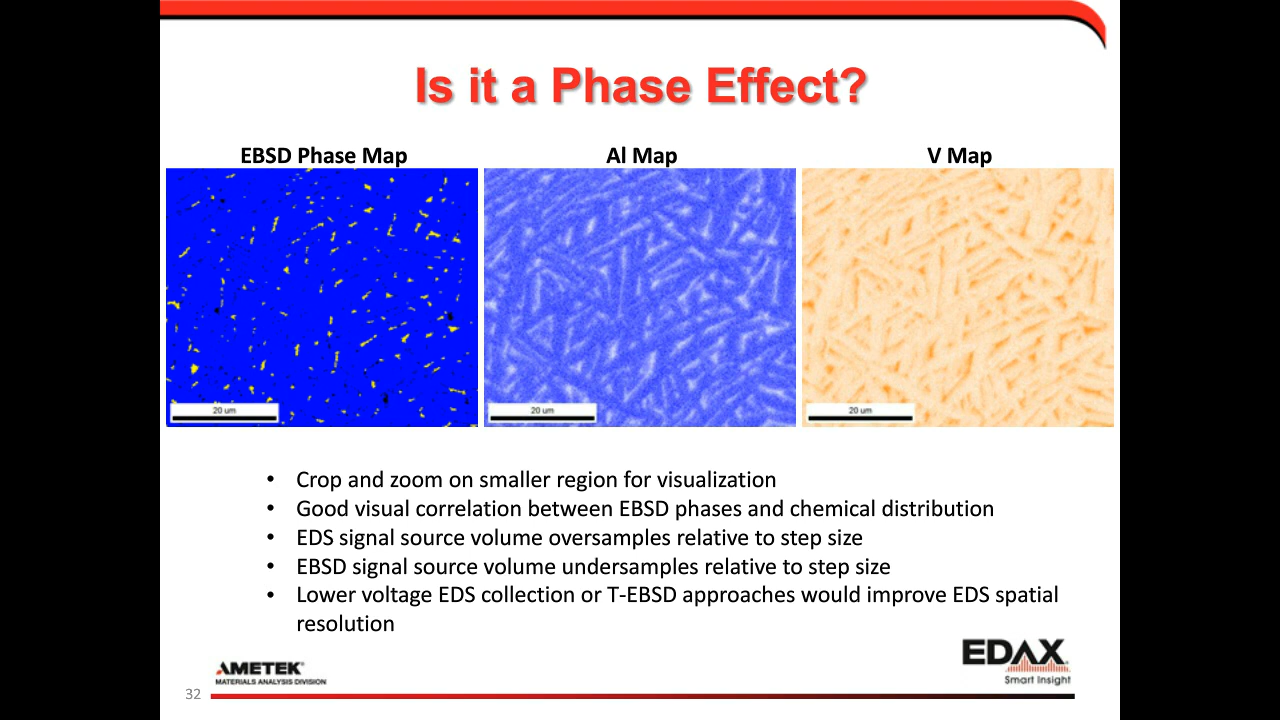 Is it a Phase Effect?
EBSD Phase Map
Al Map
V Map
20 um
20 um
20 um
• Crop and zoom on smaller region for visualization
• Good visual correlation between EBSD phases and chemical distribution
• EDS signal source volume oversamples relative to step size
• EBSD signal source volume undersamples relative to step size
• Lower voltage EDS collection or T-EBSD approaches would improve EDS spatial
resolution
AMETEK®
MATERIALS ANALYSIS DIVISION
EDAX
Smart Insight
32